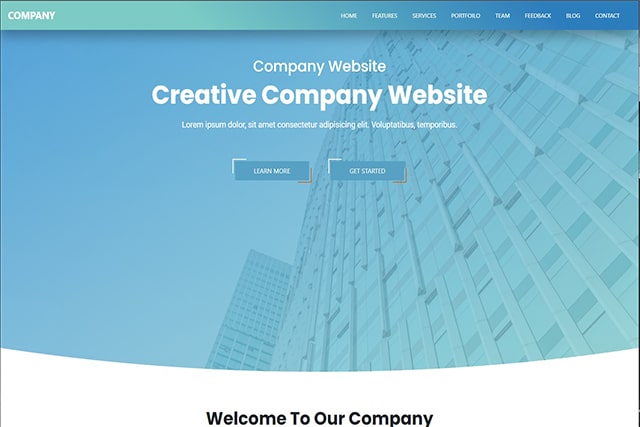 COMPANY
HOME FEATURES SERVICES PORTFOILO TEAM FEEDBACK BLOG CONTACT
Company Website
Creative Company Website
Lorem ipsum dolor, sit amet consectetur adipisicing elit. Voluptatibus, temporibus.
LEARN MORE GET STARTED
Welcome To Our Company